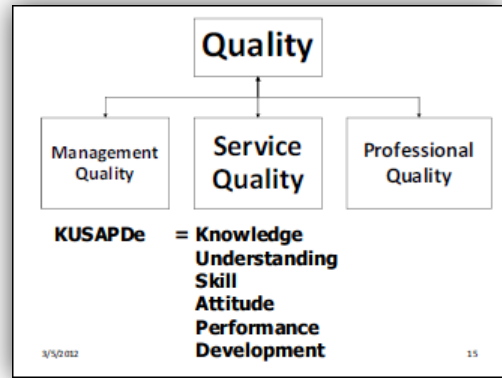 Quality
Management
Quality
Service
Quality
Professional
Quality
KUSAPDe = Knowledge
Understanding
Skill
Attitude
Performance
Development
3/5/2012
15